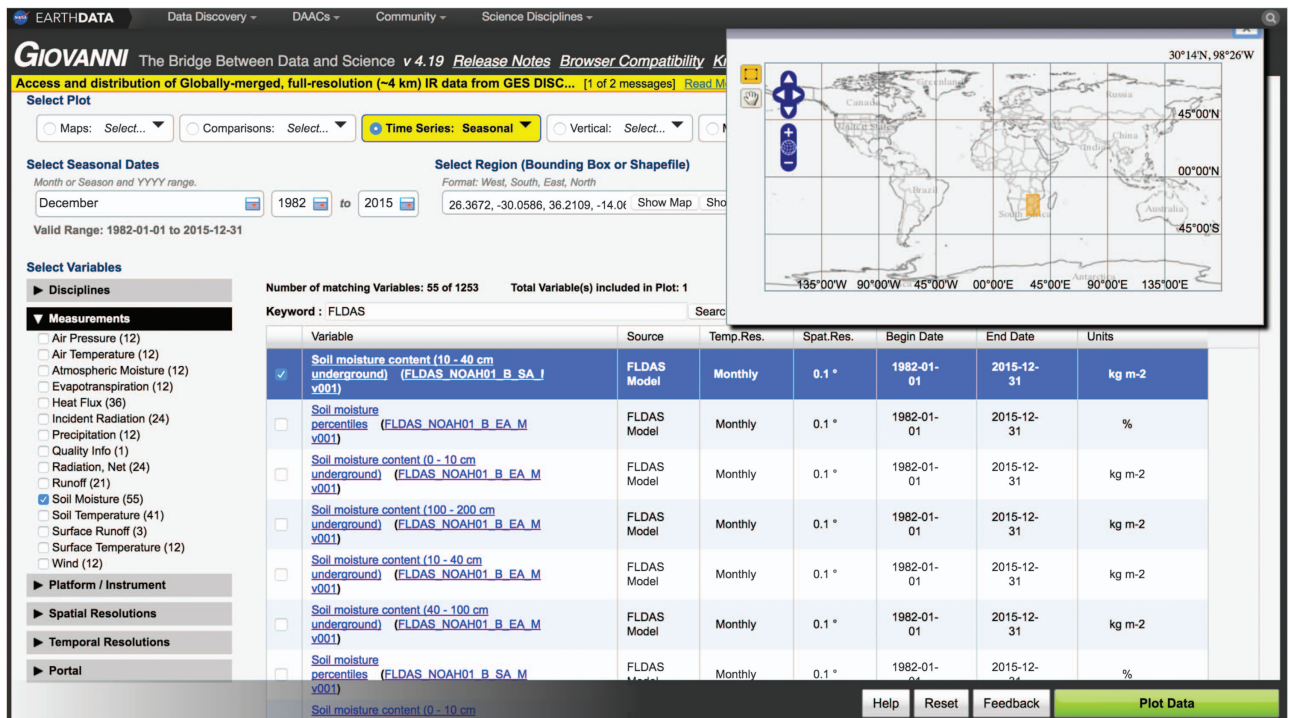 EARTHDATA Data Discovery DAACs Community Science Disciplines
GIOVANNI The Bridge Between Data and Science v 4.19 Release Notes Browser Compatibility
Access and distribution of Globally-merged, full-resolution (~4 km) IR data from GES DISC... [1 of 2 messages] Read
Select Plot
Maps: Select... Comparisons: Select... Time Series: Seasonal Vertical: Select...
Select Seasonal Dates Select Region (Bounding Box or Shapefile)
Month or Season and YYYY range. Format: West, South, East, North
December 1982 to 2015 26.3672, -30.0586, 36.2109, -14.06 Show Map Sho
Valid Range: 1982-01-01 to 2015-12-31
30°14'N, 98°26'W
Greenland
Russia
Canada
45°00'N
United States
China
India
00°00'N
Brazil
South Africa
Australia
45°00'S
Antarctica
135°00'W 90°00'W 45°00'W 00°00'E 45°00'E 90°00'E 135°00'E
Select Variables
Disciplines
Measurements
Air Pressure (12)
Air Temperature (12)
Atmospheric Moisture (12)
Evapotranspiration (12)
Heat Flux (36)
Incident Radiation (24)
Precipitation (12)
Quality Info (1)
Radiation, Net (24)
Runoff (21)
Soil Moisture (55)
Soil Temperature (41)
Surface Runoff (3)
Surface Temperature (12)
Wind (12)
Platform / Instrument
Spatial Resolutions
Temporal Resolutions
Portal
Number of matching Variables: 55 of 1253 Total Variable(s) included in Plot: 1
Keyword : FLDAS Searc
Variable Source Temp.Res. Spat.Res. Begin Date End Date Units
Soil moisture content (10 - 40 cm
underground) (FLDAS_NOAH01_B_SA_
v001) FLDAS Model Monthly 0.1 ° 1982-01-01 2015-12-31 kg m-2
Soil moisture
percentiles (FLDAS_NOAH01_B_EA_M
v001) FLDAS Model Monthly 0.1 ° 1982-01-01 2015-12-31 %
Soil moisture content (0 - 10 cm
underground) (FLDAS_NOAH01_B_EA_M
v001) FLDAS Model Monthly 0.1 ° 1982-01-01 2015-12-31 kg m-2
Soil moisture content (100 - 200 cm
underground) (FLDAS_NOAH01_B_EA_M
v001) FLDAS Model Monthly 0.1 ° 1982-01-01 2015-12-31 kg m-2
Soil moisture content (10 - 40 cm
underground) (FLDAS_NOAH01_B_EA_M
v001) FLDAS Model Monthly 0.1 ° 1982-01-01 2015-12-31 kg m-2
Soil moisture content (40 - 100 cm
underground) (FLDAS_NOAH01_B_EA_M
v001) FLDAS Model Monthly 0.1 ° 1982-01-01 2015-12-31 kg m-2
Soil moisture
percentiles (FLDAS_NOAH01_B_SA_M
v001) FLDAS Monthly 0.1 ° 1982-01- 2015-12- %
Soil moisture content (0 - 10 cm
Help Reset Feedback Plot Data